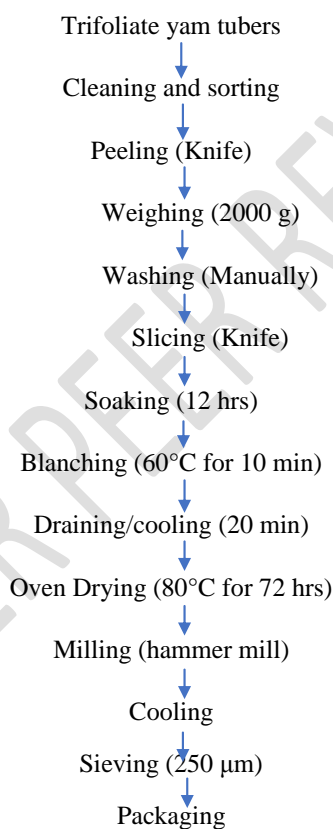 Trifoliate yam tubers
Cleaning and sorting
Peeling (Knife)
Weighing (2000 g)
Washing (Manually)
Slicing (Knife)
Soaking (12 hrs)
Blanching (60°C for 10 min)
Draining/cooling (20 min)
Oven Drying (80°C for 72 hrs)
Milling (hammer mill)
Cooling
Sieving (250 μm)
Packaging